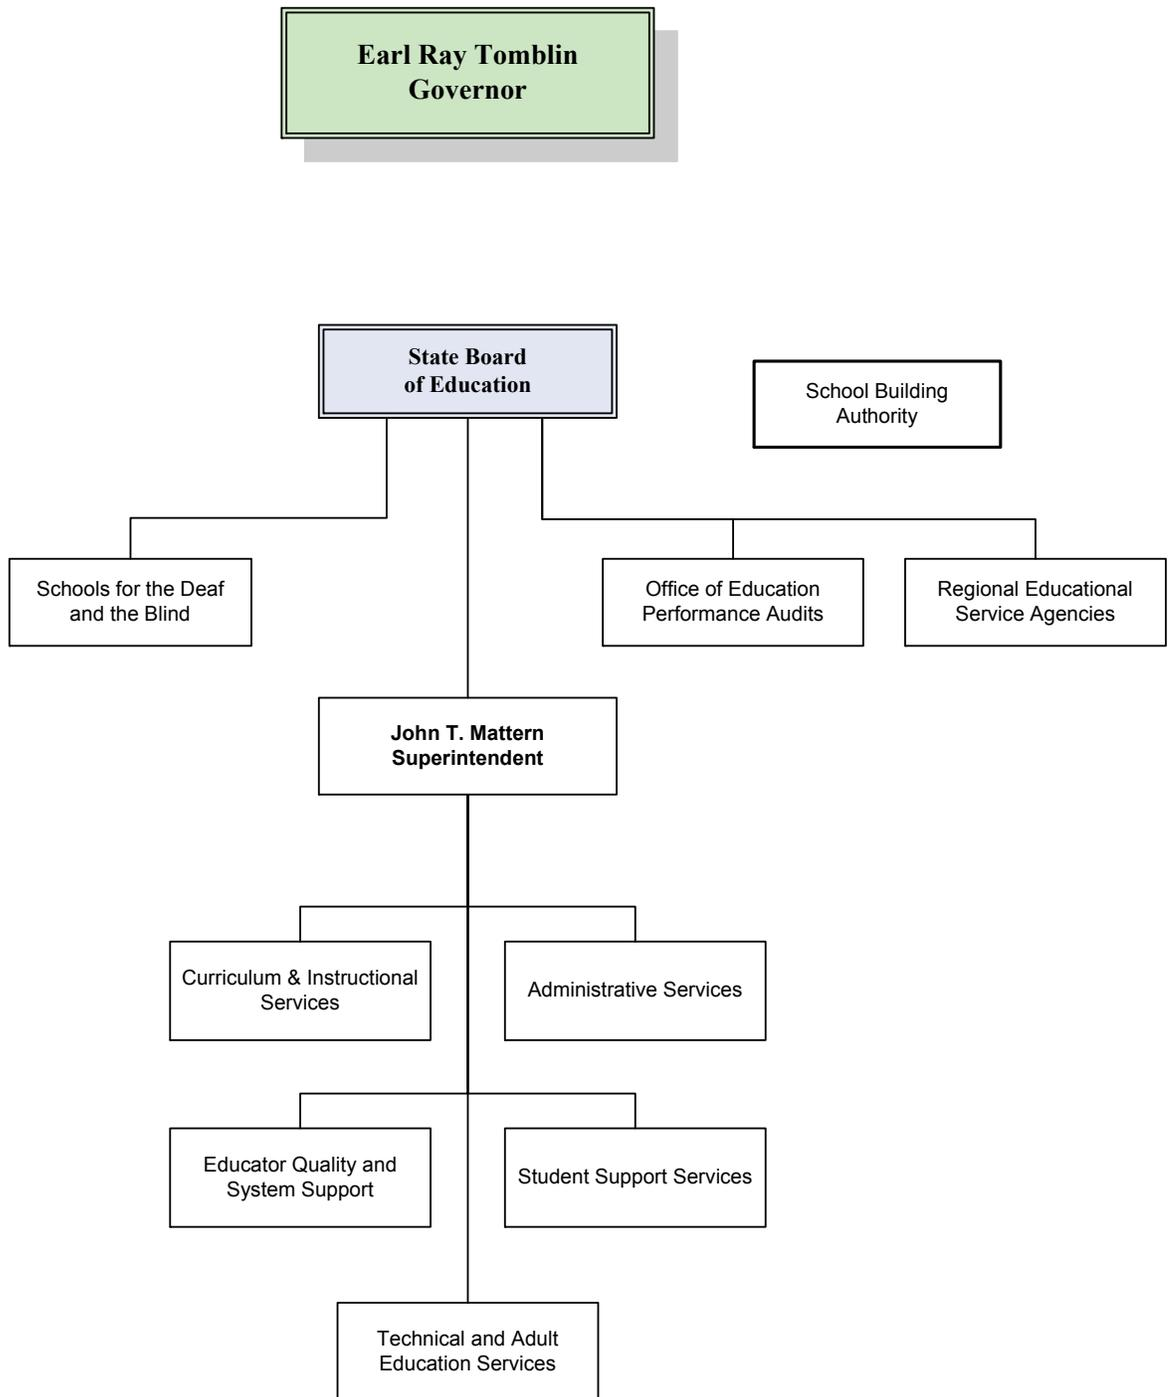 Earl Ray Tomblin
Governor
State Board
of Education
School Building
Authority
Schools for the Deaf
and the Blind
Office of Education
Performance Audits
Regional Educational
Service Agencies
John T. Mattern
Superintendent
Curriculum & Instructional
Services
Administrative Services
Educator Quality and
System Support
Student Support Services
Technical and Adult
Education Services